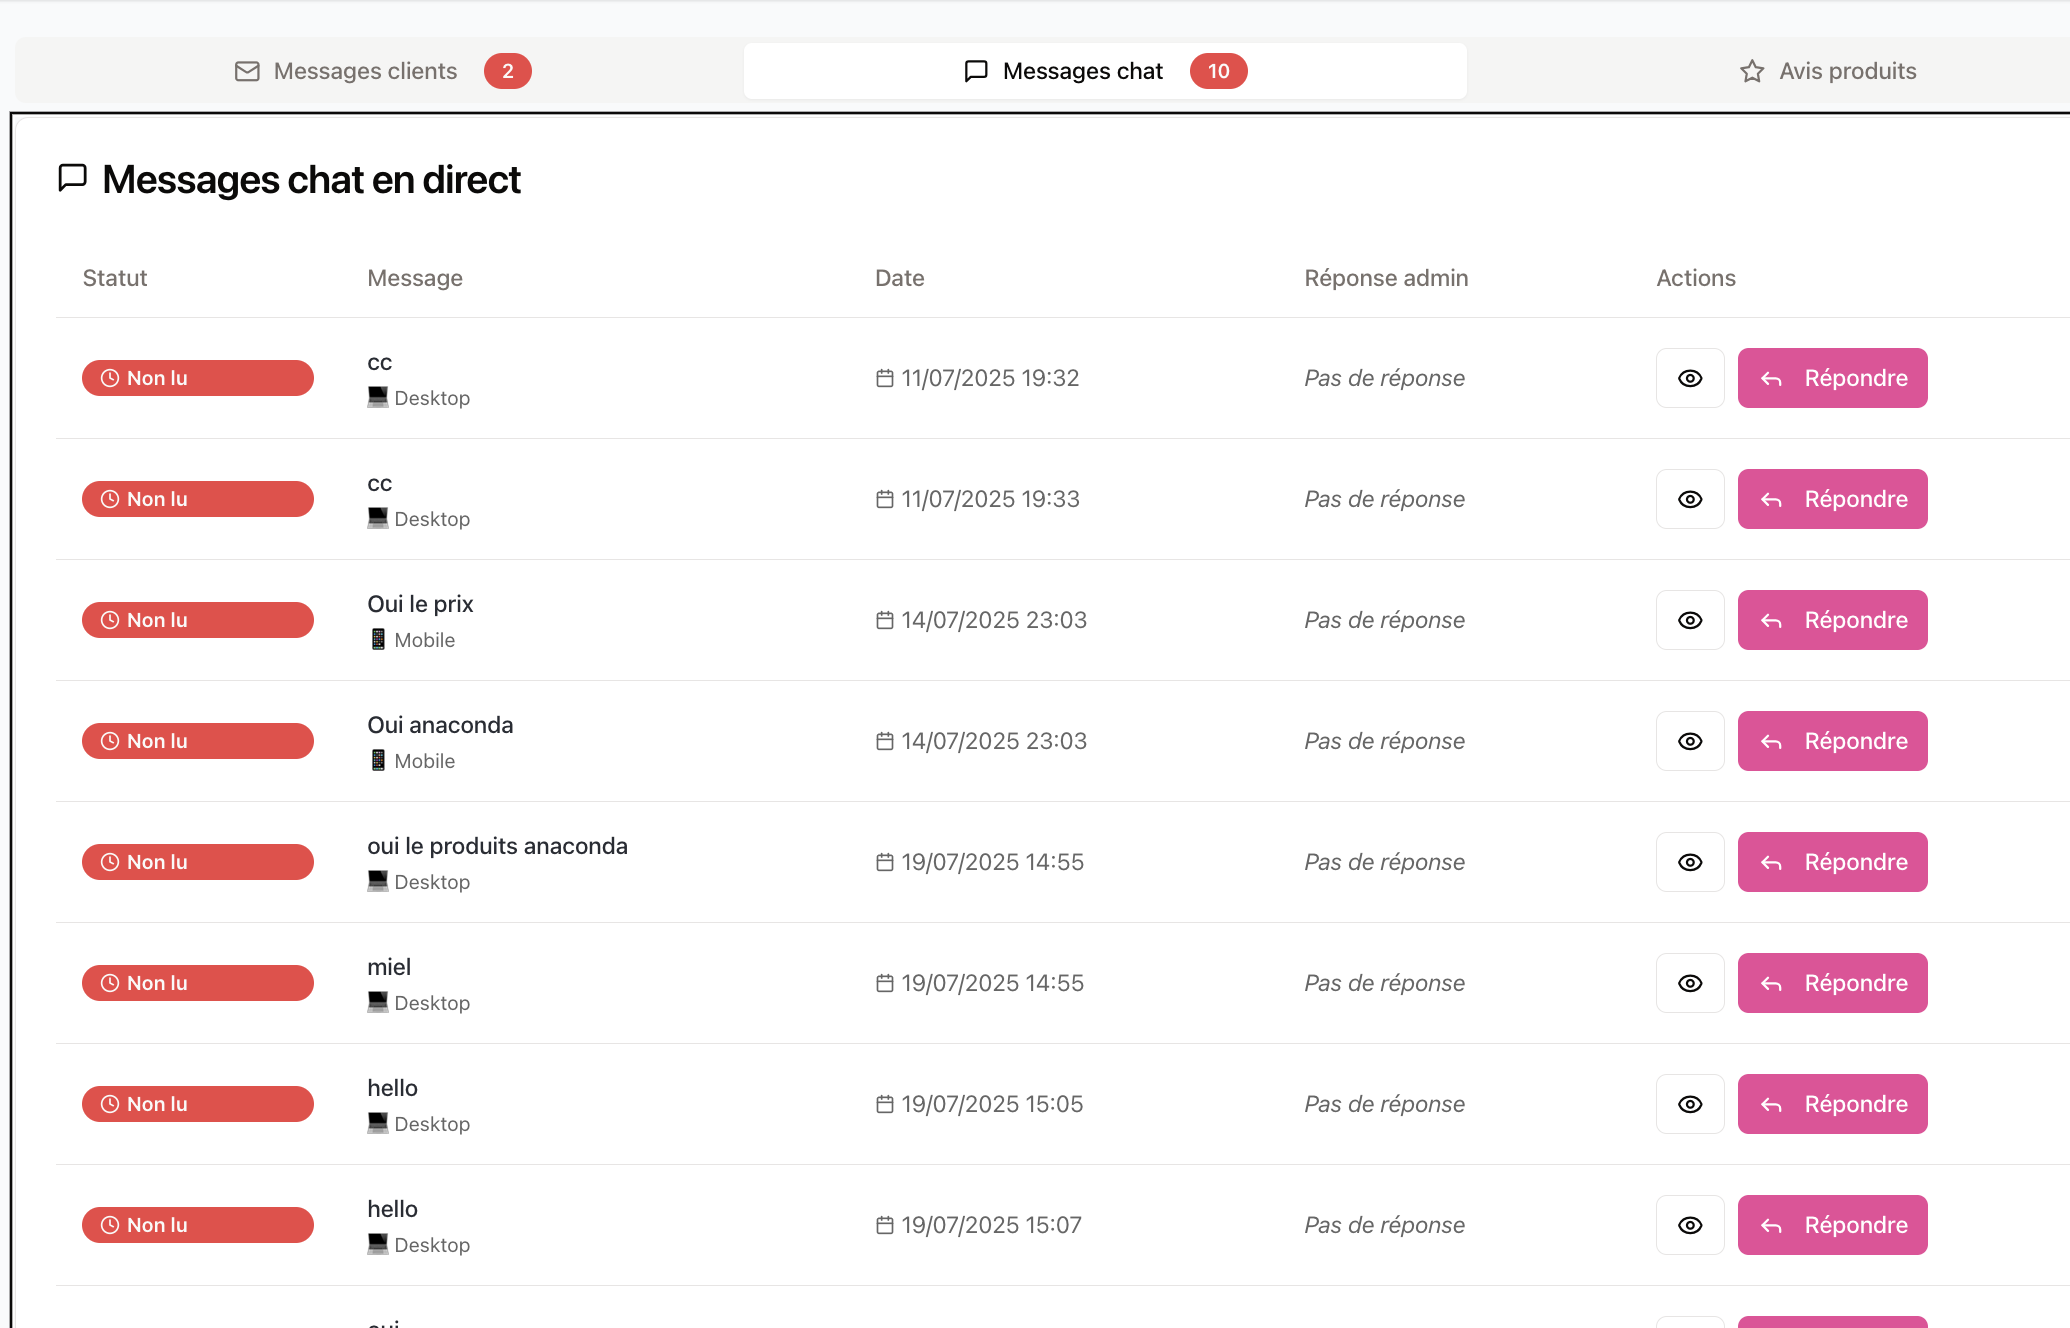 Messages clients 2
Messages chat 10
Avis produits
Messages chat en direct
Statut Message Date Réponse admin Actions
Non lu cc 11/07/2025 19:32 Pas de réponse Répondre
Desktop
Non lu cc 11/07/2025 19:33 Pas de réponse Répondre
Desktop
Non lu Oui le prix 14/07/2025 23:03 Pas de réponse Répondre
Mobile
Non lu Oui anaconda 14/07/2025 23:03 Pas de réponse Répondre
Mobile
Non lu oui le produits anaconda 19/07/2025 14:55 Pas de réponse Répondre
Desktop
Non lu miel 19/07/2025 14:55 Pas de réponse Répondre
Desktop
Non lu hello 19/07/2025 15:05 Pas de réponse Répondre
Desktop
Non lu hello 19/07/2025 15:07 Pas de réponse Répondre
Desktop